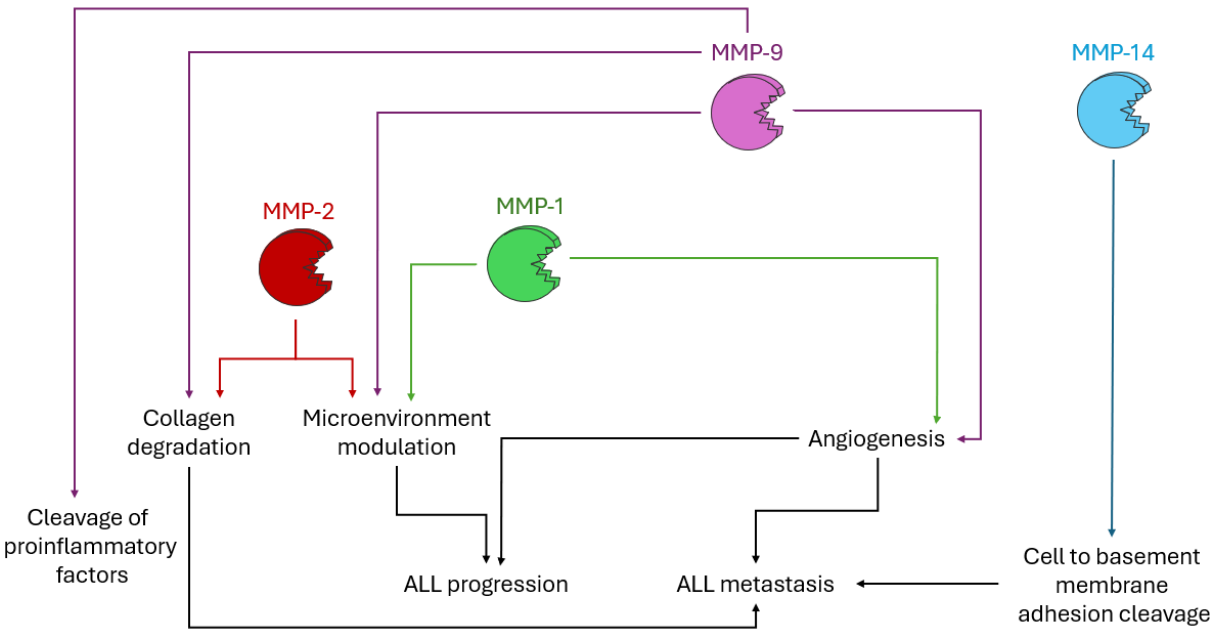 MMP-9
MMP-14
MMP-2
MMP-1
Collagen
degradation
Microenvironment
modulation
Angiogenesis
Cleavage of
proinflammatory
factors
ALL progression
ALL metastasis
Cell to basement
membrane
adhesion cleavage